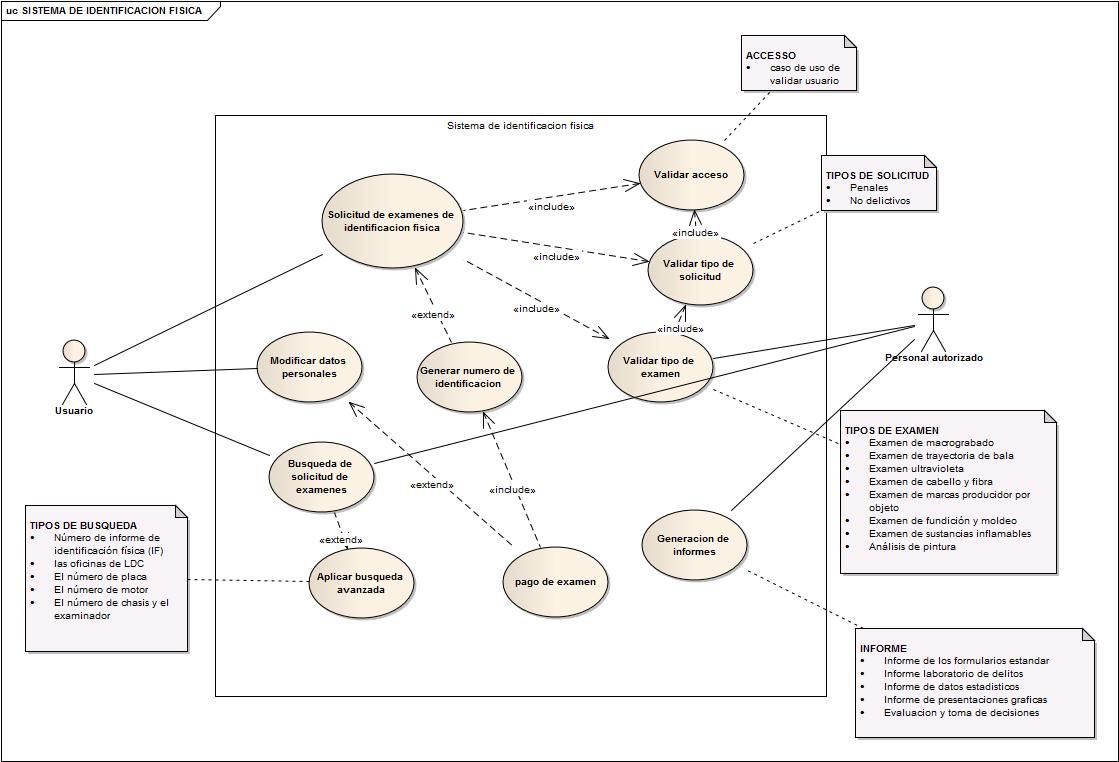 uc SISTEMA DE IDENTIFICACION FISICA
ACCESSO
• caso de uso de
validar usuario
Sistema de identificacion fisica
Validar acceso
TIPOS DE SOLICITUD
• Penales
• No delictivos
Solicitud de examenes de
identificacion fisica
«include»
«include»
«include»
Validar tipo de
solicitud
«include»
«extend»
«include»
Usuario
Personal autorizado
Modificar datos
personales
Generar numero de
identificacion
Validar tipo de
examen
TIPOS DE EXAMEN
• Examen de macrograbado
• Examen de trayectoria de bala
• Examen ultravioleta
• Examen de cabello y fibra
• Examen de marcas producidor por
objeto
• Examen de fundición y moldeo
• Examen de sustancias inflamables
• Análisis de pintura
Busqueda de
solicitud de
examenes
«extend»
«include»
«extend»
TIPOS DE BUSQUEDA
• Número de informe de
identificación física (IF)
• las oficinas de LDC
• El número de placa
• El número de motor
• El número de chasis y el
examinador
Aplicar busqueda
avanzada
pago de examen
Generacion de
informes
INFORME
• Informe de los formularios estandar
• Informe laboratorio de delitos
• Informe de datos estadisticos
• Informe de presentaciones graficas
• Evaluacion y toma de decisiones